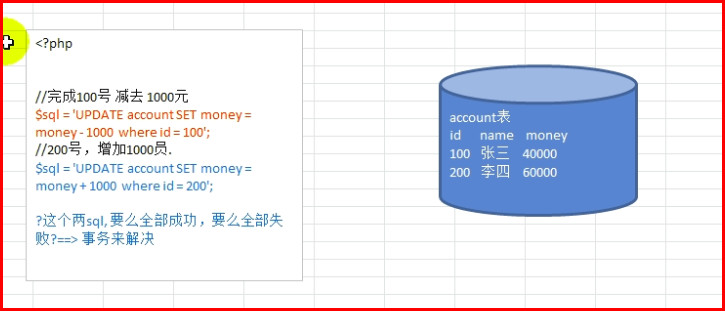 <?php
//完成100号 减去 1000元
$sql = 'UPDATE account SET money =
money - 1000 where id = 100';
//200号，增加1000员.
$sql = 'UPDATE account SET money =
money + 1000 where id = 200';
?这个两sql, 要么全部成功，要么全部失
败?==> 事务来解决
account表
id name money
100 张三 40000
200 李四 60000